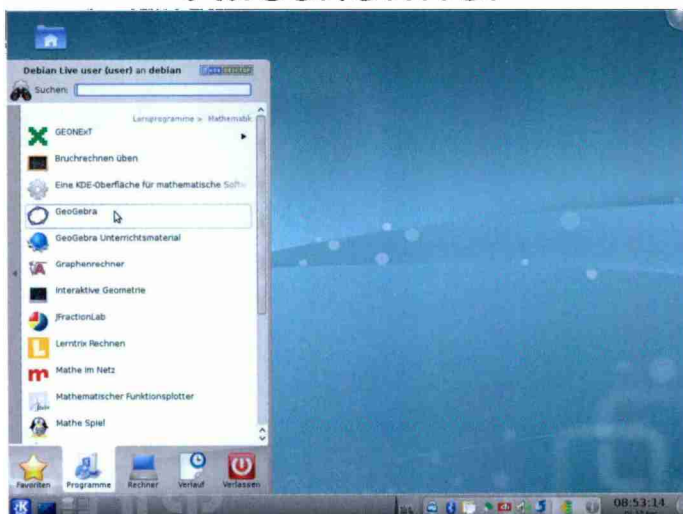 Debian Live user (user) an debian
Suchen:
Lernprogramme > Mathematik
GEONExT
Bruchrechnen üben
Eine KDE-Oberfläche für mathematische Softw
GeoGebra
GeoGebra Unterrichtsmaterial
Graphenrechner
Interaktive Geometrie
JFractionLab
Lerntrix Rechnen
Mathe im Netz
Mathematischer Funktionsplotter
Mathe Spiel
Favoriten Programme Rechner Verlauf Verlassen
08:53:14